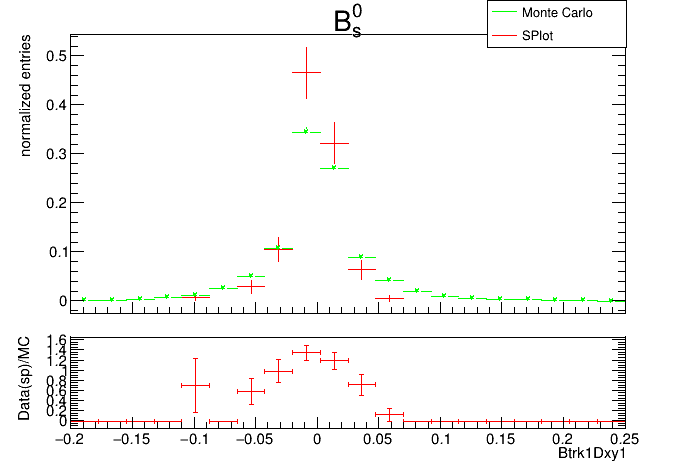 B⁰ₛ
Monte Carlo
SPlot
normalized entries
0.5
0.4
0.3
0.2
0.1
0
Data(sp)/MC
1.6
1.4
1.2
1
0.8
0.6
0.4
0.2
0
−0.2 −0.15 −0.1 −0.05 0 0.05 0.1 0.15 0.2 0.25
Btrk1Dxy1